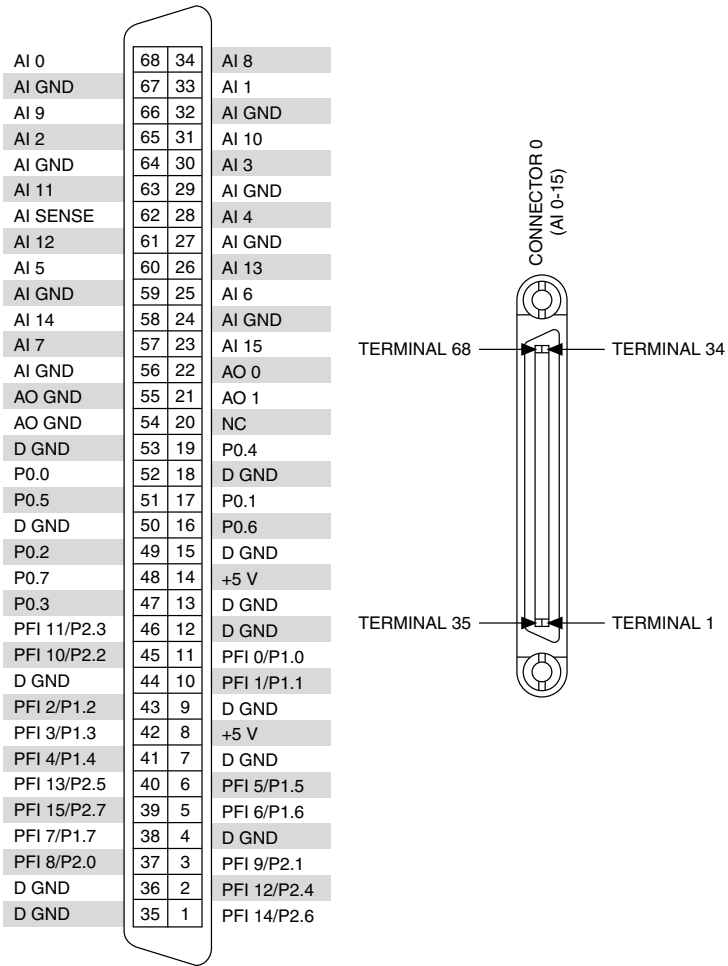 AI 0 68 34 AI 8
AI GND 67 33 AI 1
AI 9 66 32 AI GND
AI 2 65 31 AI 10
AI GND 64 30 AI 3
AI 11 63 29 AI GND
AI SENSE 62 28 AI 4
AI 12 61 27 AI GND
AI 5 60 26 AI 13
AI GND 59 25 AI 6
AI 14 58 24 AI GND
AI 7 57 23 AI 15
AI GND 56 22 AO 0
AO GND 55 21 AO 1
AO GND 54 20 NC
D GND 53 19 P0.4
P0.0 52 18 D GND
P0.5 51 17 P0.1
D GND 50 16 P0.6
P0.2 49 15 D GND
P0.7 48 14 +5 V
P0.3 47 13 D GND
PFI 11/P2.3 46 12 D GND
PFI 10/P2.2 45 11 PFI 0/P1.0
D GND 44 10 PFI 1/P1.1
PFI 2/P1.2 43 9 D GND
PFI 3/P1.3 42 8 +5 V
PFI 4/P1.4 41 7 D GND
PFI 13/P2.5 40 6 PFI 5/P1.5
PFI 15/P2.7 39 5 PFI 6/P1.6
PFI 7/P1.7 38 4 D GND
PFI 8/P2.0 37 3 PFI 9/P2.1
D GND 36 2 PFI 12/P2.4
D GND 35 1 PFI 14/P2.6
CONNECTOR 0
(AI 0-15)
TERMINAL 68 TERMINAL 34
TERMINAL 35 TERMINAL 1